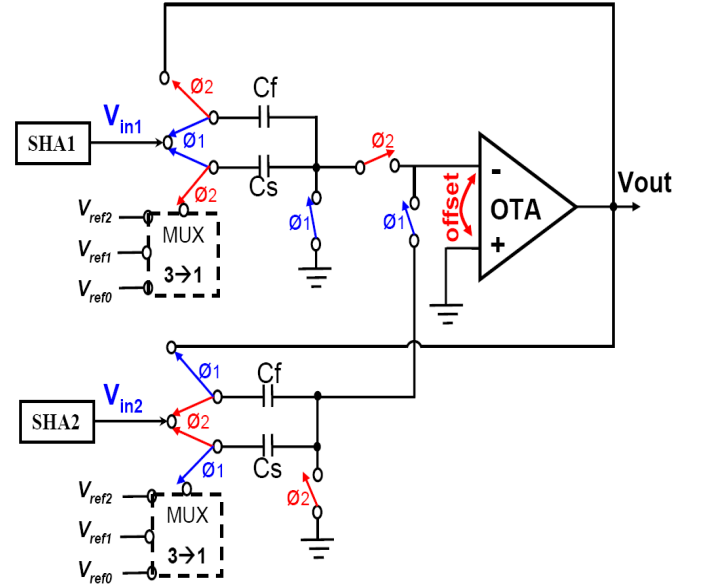 Ø2
Cf
Vin1
Ø1
SHA1
Ø2
Cs
Ø2
Vref2
MUX
Vref1
3→1
Vref0
Ø1
Ø1
offset
-
OTA
+
Vout
Ø1
Cf
Vin2
Ø2
SHA2
Ø1
Cs
Vref2
MUX
Vref1
3→1
Vref0
Ø2